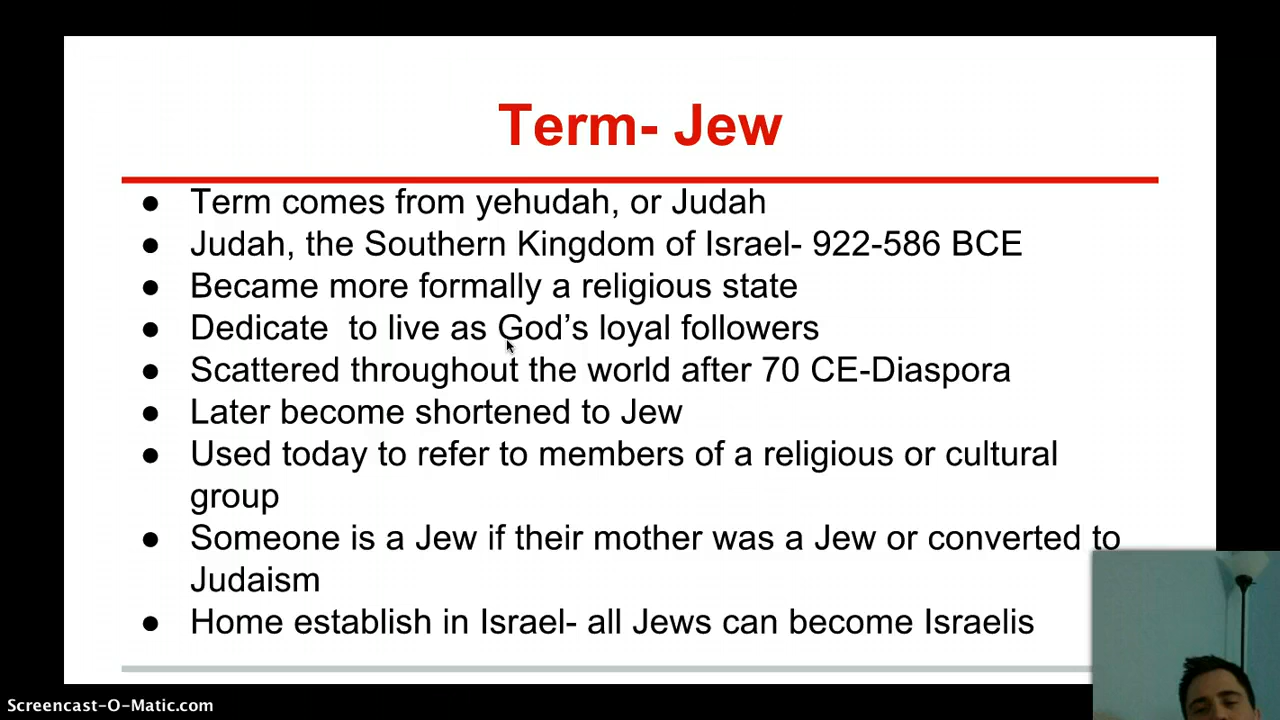 Term- Jew
● Term comes from yehudah, or Judah
● Judah, the Southern Kingdom of Israel- 922-586 BCE
● Became more formally a religious state
● Dedicate  to live as God’s loyal followers
● Scattered throughout the world after 70 CE-Diaspora
● Later become shortened to Jew
● Used today to refer to members of a religious or cultural
group
● Someone is a Jew if their mother was a Jew or converted to
Judaism
● Home establish in Israel- all Jews can become Israelis
Screencast-O-Matic.com